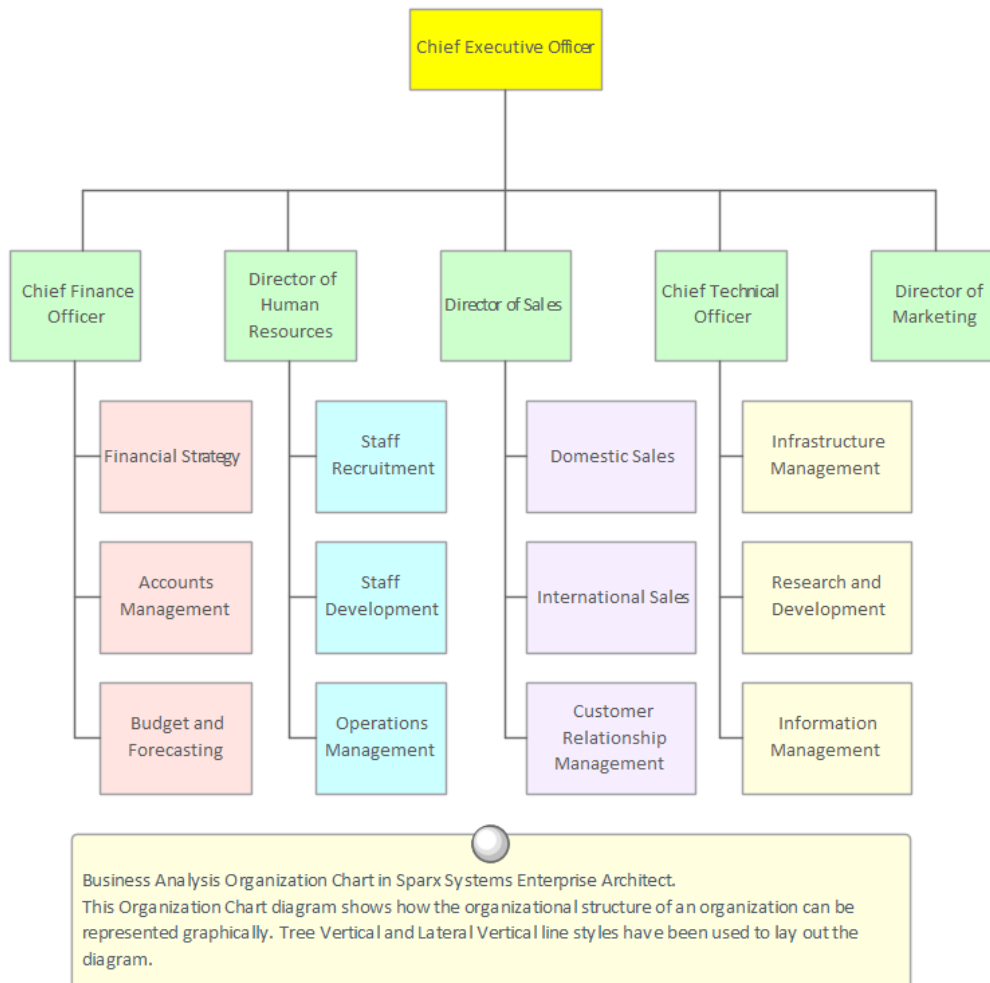 Chief Executive Officer
Chief Finance
Officer
Director of
Human
Resources
Director of Sales
Chief Technical
Officer
Director of
Marketing
Financial Strategy
Staff
Recruitment
Domestic Sales
Infrastructure
Management
Accounts
Management
Staff
Development
International Sales
Research and
Development
Budget and
Forecasting
Operations
Management
Customer
Relationship
Management
Information
Management
Business Analysis Organization Chart in Sparx Systems Enterprise Architect.
This Organization Chart diagram shows how the organizational structure of an organization can be
represented graphically. Tree Vertical and Lateral Vertical line styles have been used to lay out the
diagram.